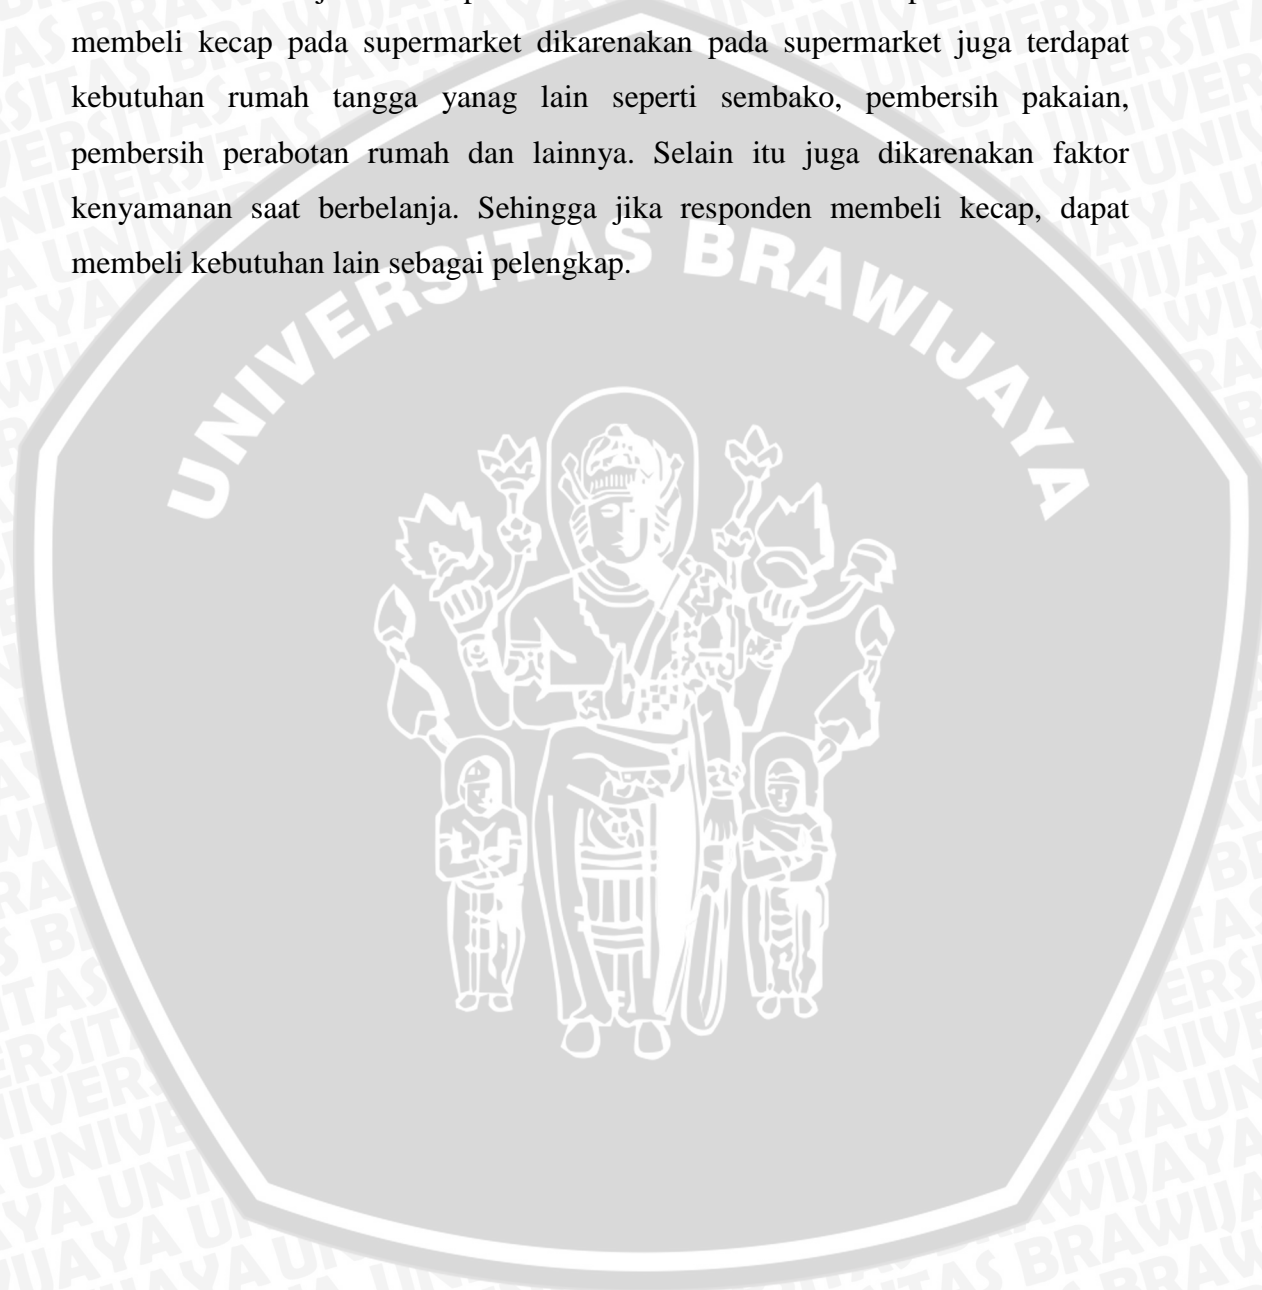 membeli kecap pada supermarket dikarenakan pada supermarket juga terdapat
kebutuhan rumah tangga yanag lain seperti sembako, pembersih pakaian,
pembersih perabotan rumah dan lainnya. Selain itu juga dikarenakan faktor
kenyamanan saat berbelanja. Sehingga jika responden membeli kecap, dapat
membeli kebutuhan lain sebagai pelengkap.
UNIVERSITAS BRAWIJAYA